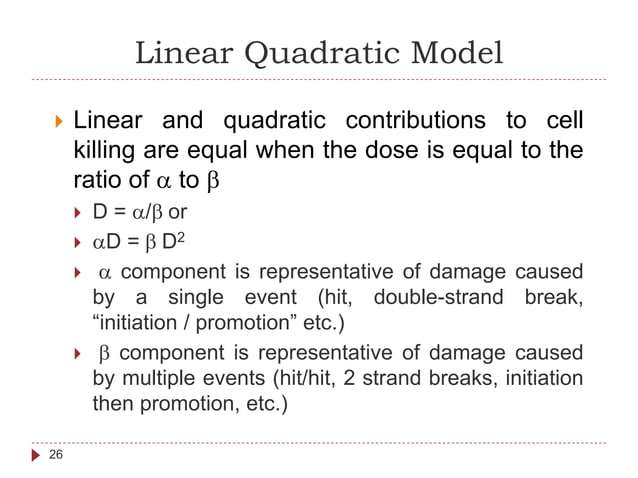 Linear Quadratic Model
Linear and quadratic contributions to cell
killing are equal when the dose is equal to the
ratio of α to β
D = α/β or
αD = β D²
α component is representative of damage caused
by a single event (hit, double-strand break,
“initiation / promotion” etc.)
β component is representative of damage caused
by multiple events (hit/hit, 2 strand breaks, initiation
then promotion, etc.)
26